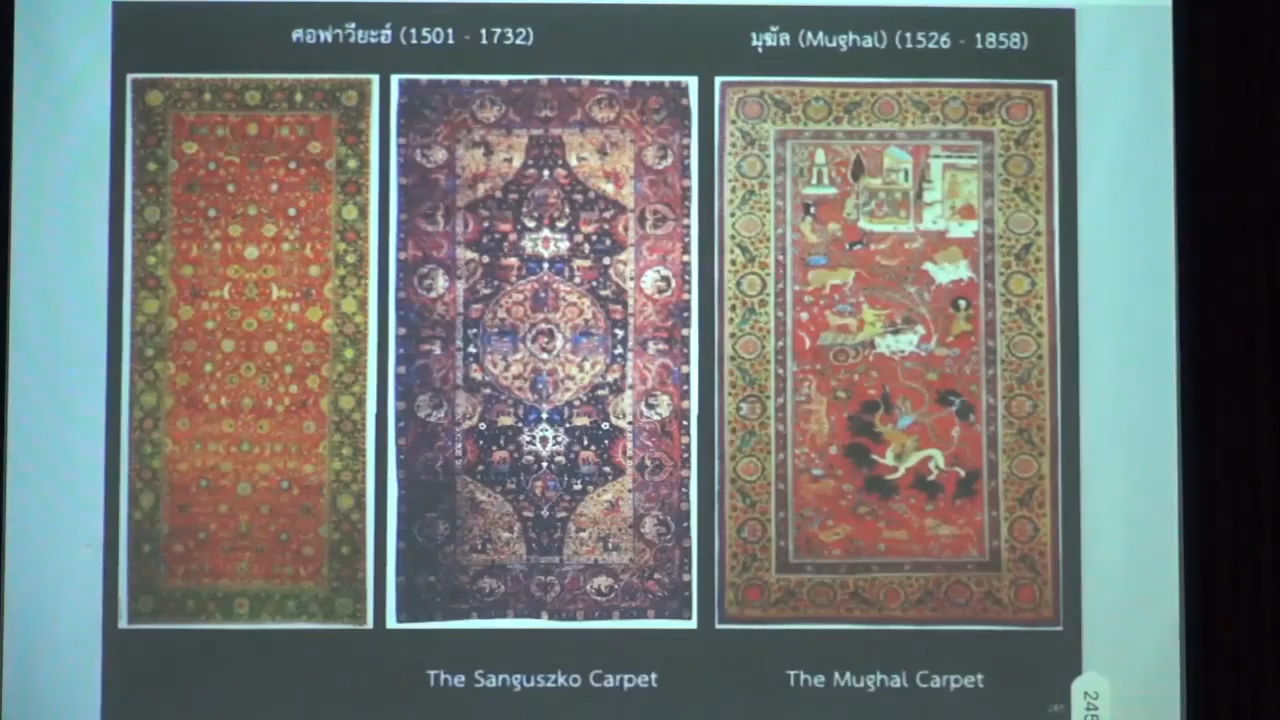 ศอฟาวียะฮ์ (1501 - 1732)
มุฆัล (Mughal) (1526 - 1858)
The Sanguszko Carpet
The Mughal Carpet